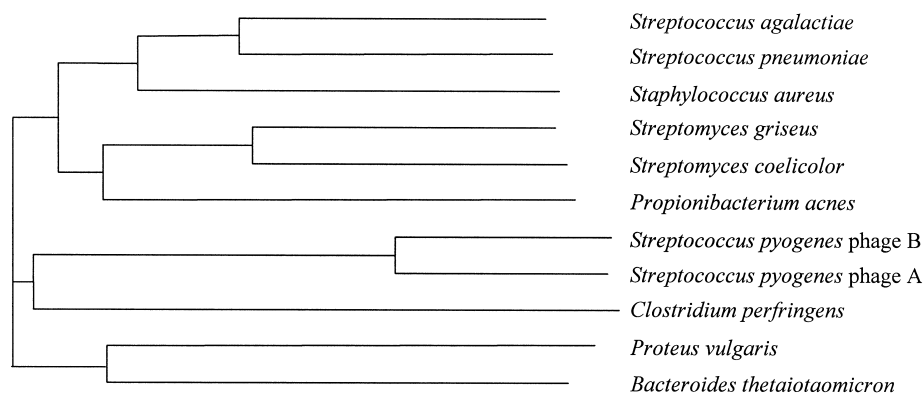 Streptococcus agalactiae
Streptococcus pneumoniae
Staphylococcus aureus
Streptomyces griseus
Streptomyces coelicolor
Propionibacterium acnes
Streptococcus pyogenes phage B
Streptococcus pyogenes phage A
Clostridium perfringens
Proteus vulgaris
Bacteroides thetaiotaomicron